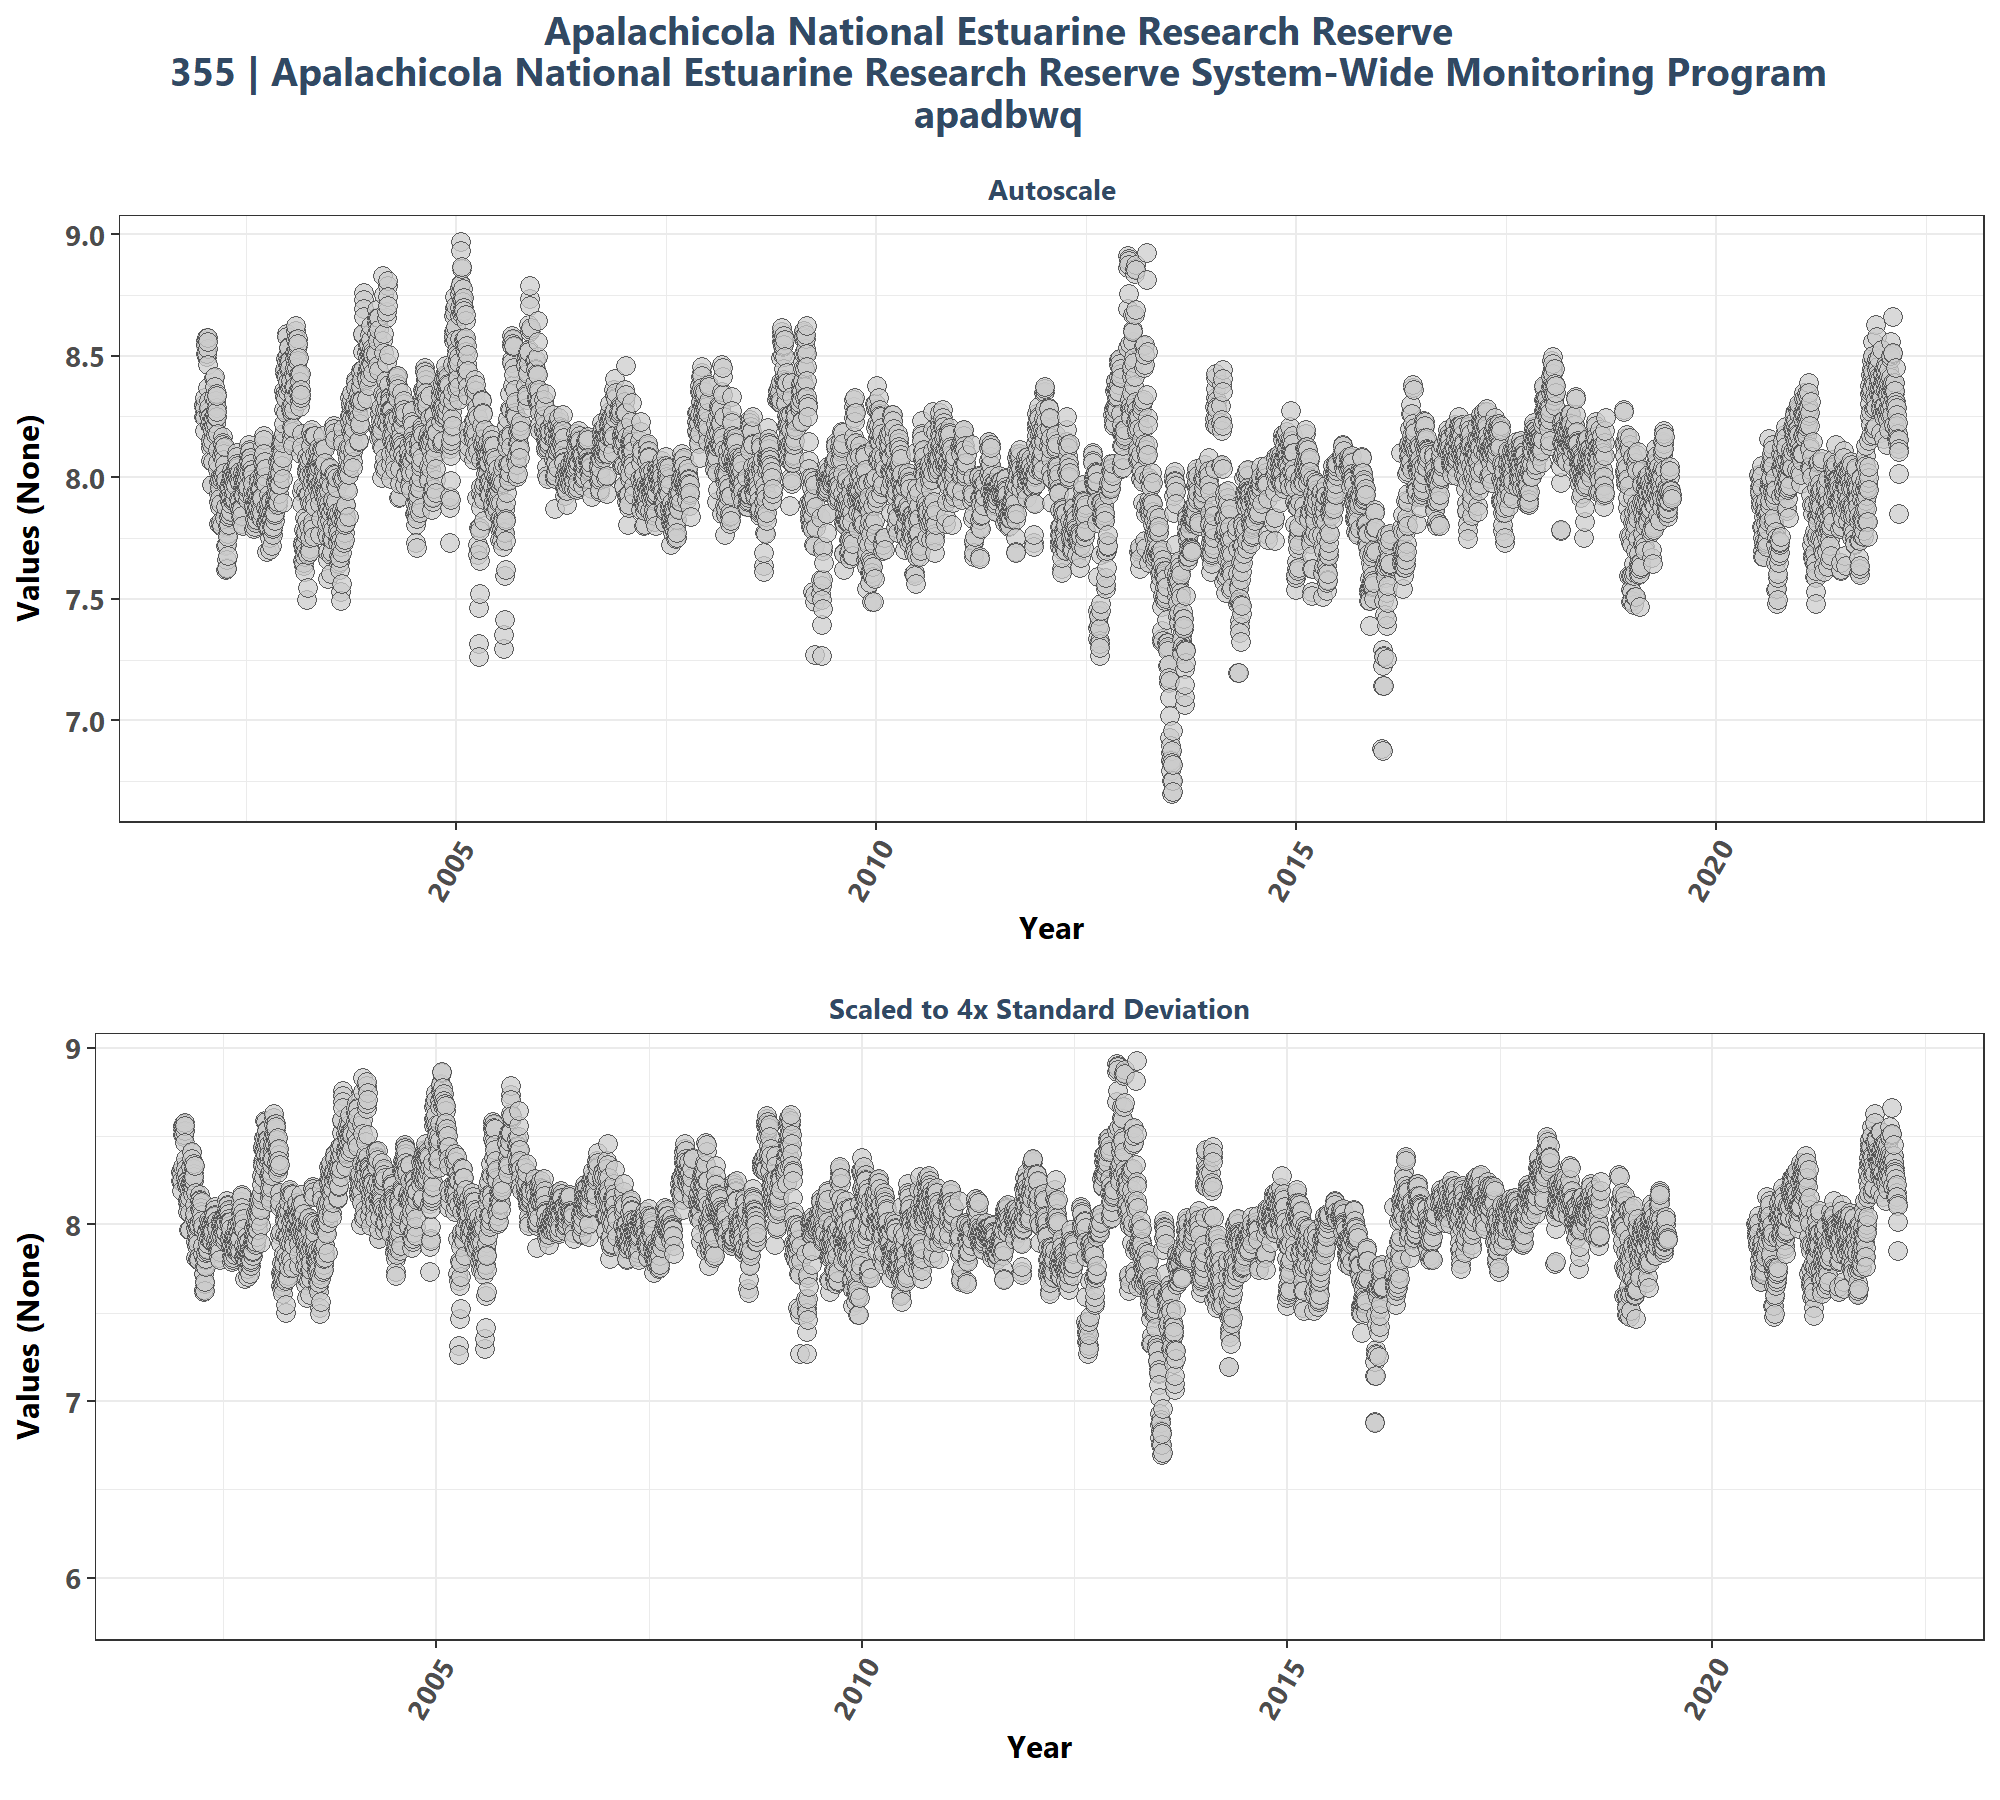 Apalachicola National Estuarine Research Reserve
355 | Apalachicola National Estuarine Research Reserve System-Wide Monitoring Program
apadbwq
Autoscale
Values (None)
9.0
8.5
8.0
7.5
7.0
2005
2010
2015
2020
Year
Scaled to 4x Standard Deviation
Values (None)
9
8
7
6
2005
2010
2015
2020
Year